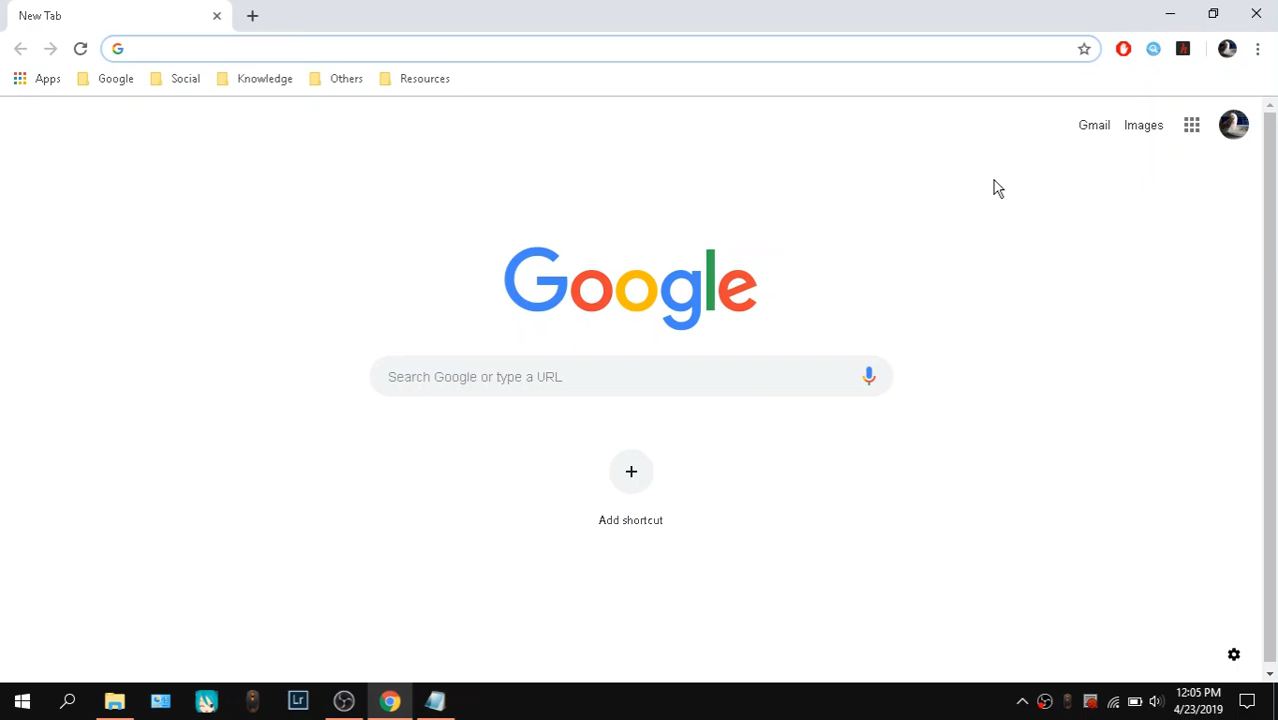 New Tab
Apps Google Social Knowledge Others Resources
Gmail Images
Google
Search Google or type a URL
Add shortcut
Lr
12:05 PM
4/23/2019